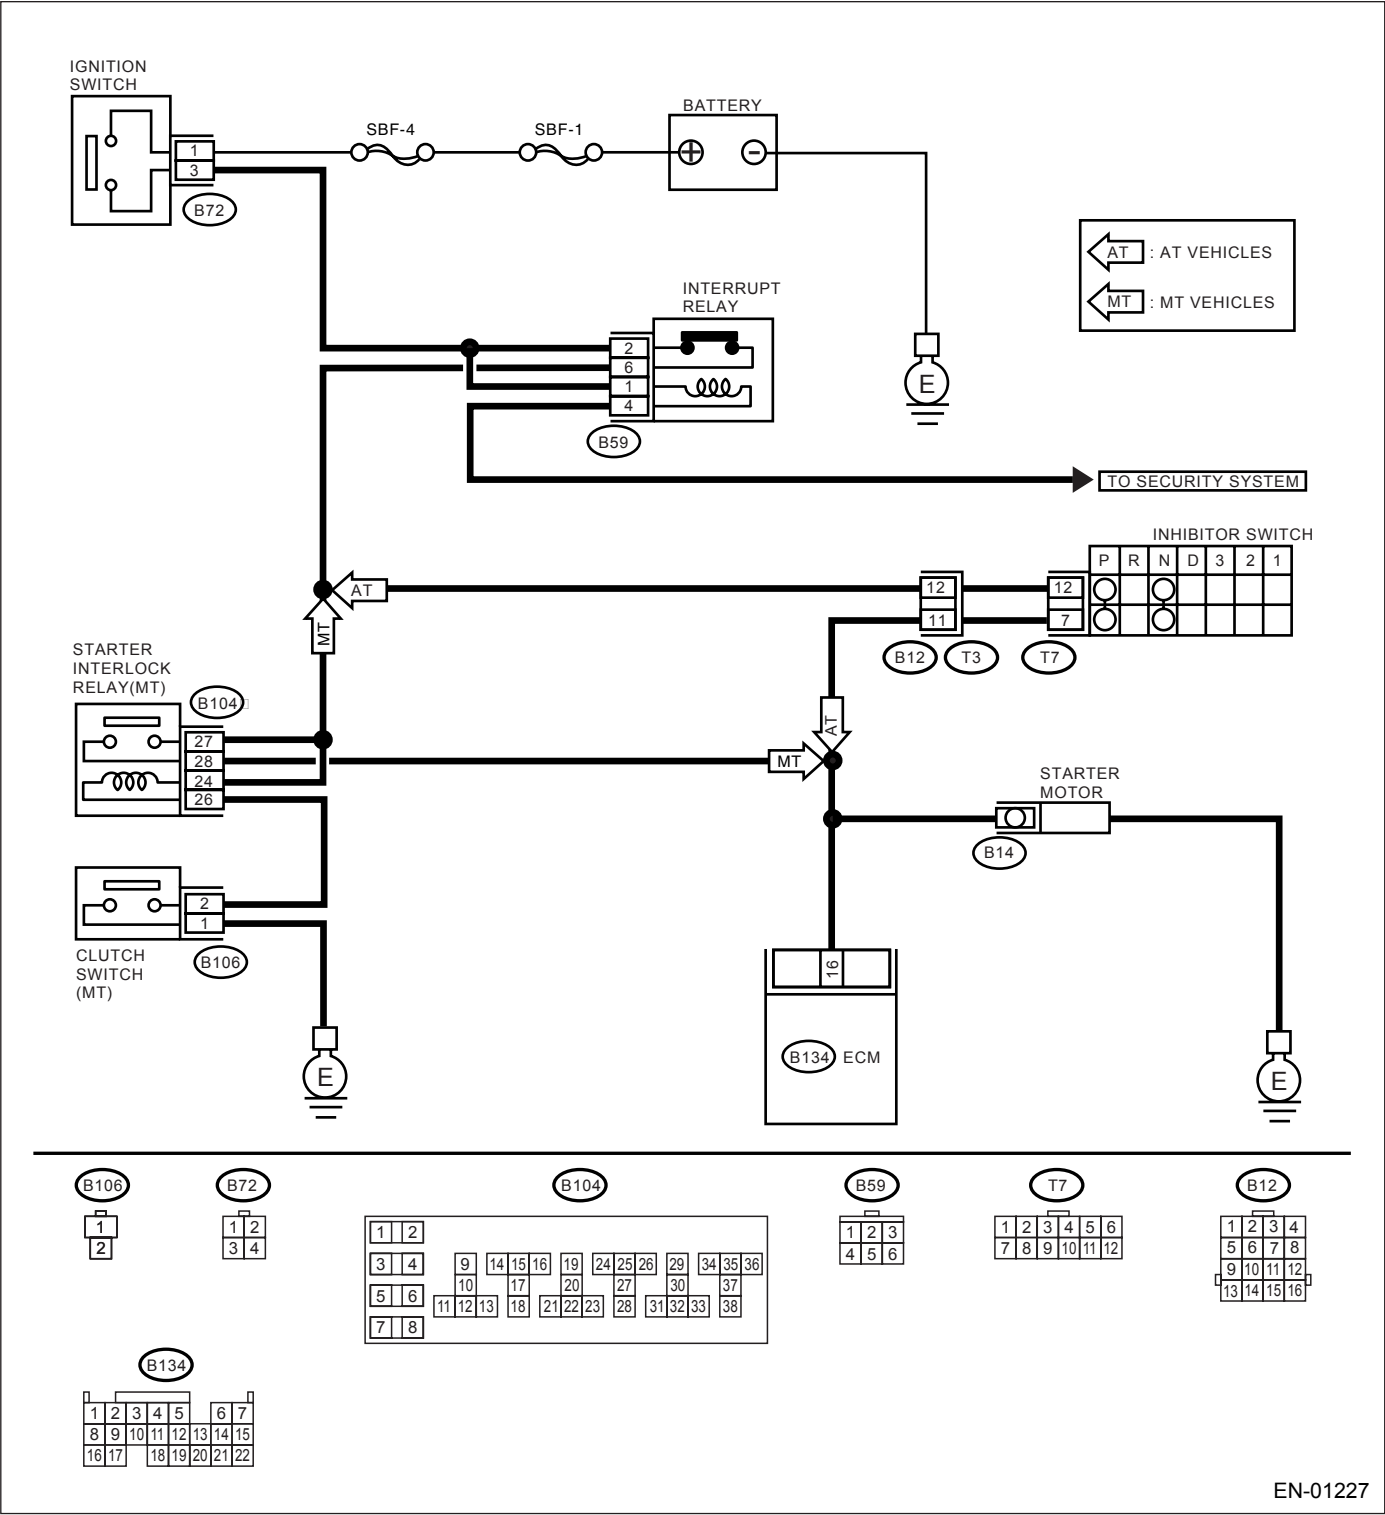 IGNITION
SWITCH
1
3
B72
SBF-4
SBF-1
BATTERY
+
-
E
AT : AT VEHICLES
MT : MT VEHICLES
INTERRUPT
RELAY
2
6
1
4
B59
TO SECURITY SYSTEM
INHIBITOR SWITCH
P R N D 3 2 1
AT
12
11
12
7
B12
T3
T7
MT
STARTER
INTERLOCK
RELAY(MT)
B104
27
28
24
26
AT
MT
STARTER
MOTOR
B14
2
1
CLUTCH
SWITCH
(MT)
B106
E
16
B134 ECM
E
B106
1
2
B72
1 2
3 4
B104
1 2
3 4 9 14 15 16 19 24 25 26 29 34 35 36
10 17 20 27 30 37
5 6 11 12 13 18 21 22 23 28 31 32 33 38
7 8
B59
1 2 3
4 5 6
T7
1 2 3 4 5 6
7 8 9 10 11 12
B12
1 2 3 4
5 6 7 8
9 10 11 12
13 14 15 16
B134
1 2 3 4 5 6 7
8 9 10 11 12 13 14 15
16 17 18 19 20 21 22
EN-01227